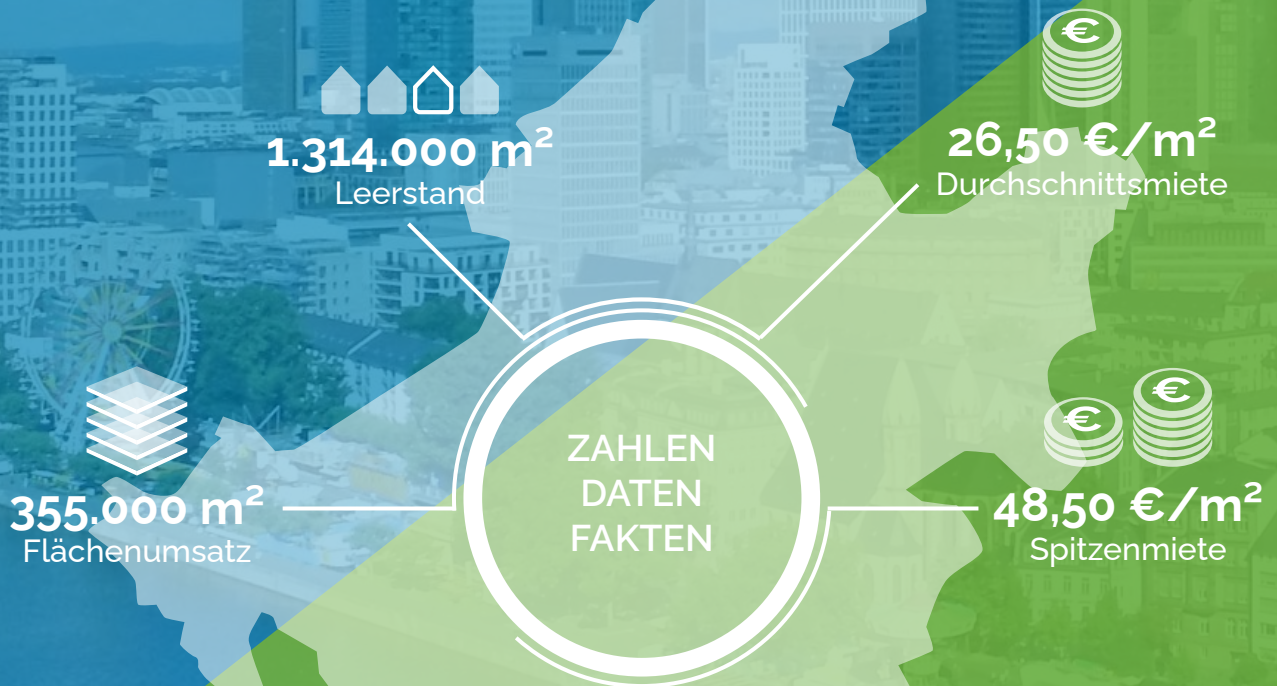 1.314.000 m²
Leerstand
26,50 €/m²
Durchschnittsmiete
355.000 m²
Flächenumsatz
ZAHLEN
DATEN
FAKTEN
48,50 €/m²
Spitzenmiete